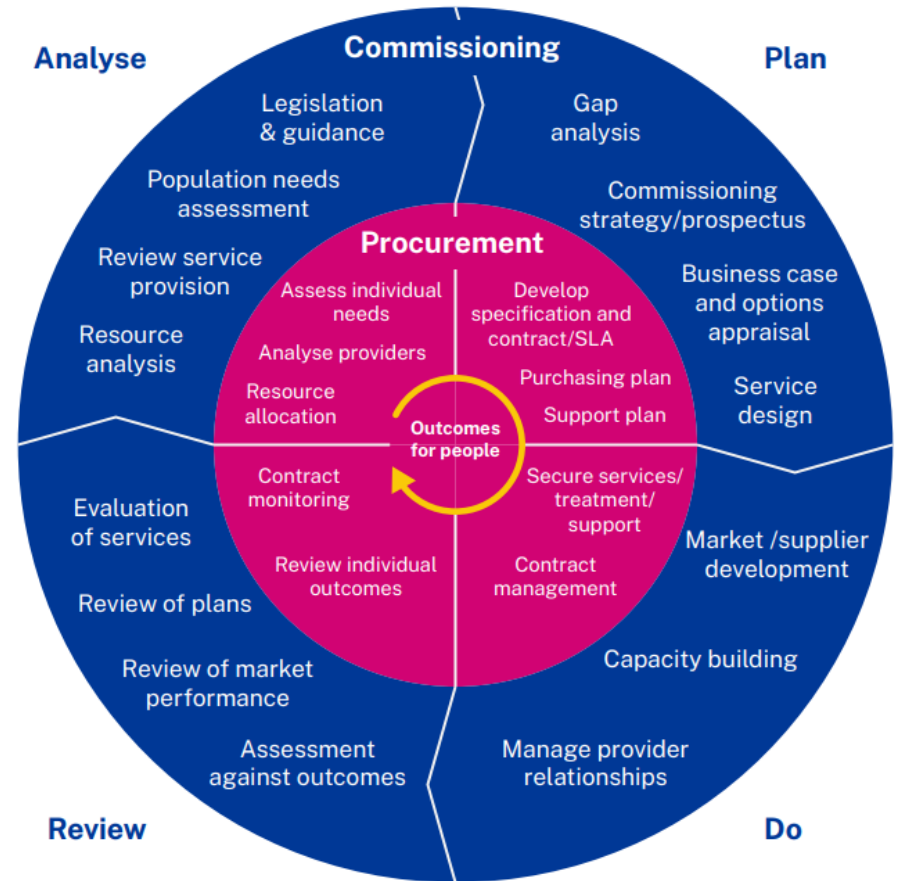 Analyse
Commissioning
Plan
Legislation
& guidance
Population needs
assessment
Review service
provision
Resource
analysis
Gap
analysis
Commissioning
strategy/prospectus
Business case
and options
appraisal
Service
design
Procurement
Assess individual
needs
Analyse providers
Resource
allocation
Develop
specification and
contract/SLA
Purchasing plan
Support plan
Outcomes
for people
Contract
monitoring
Review individual
outcomes
Secure services/
treatment/
support
Contract
management
Evaluation
of services
Review of plans
Review of market
performance
Assessment
against outcomes
Market /supplier
development
Capacity building
Manage provider
relationships
Review
Do